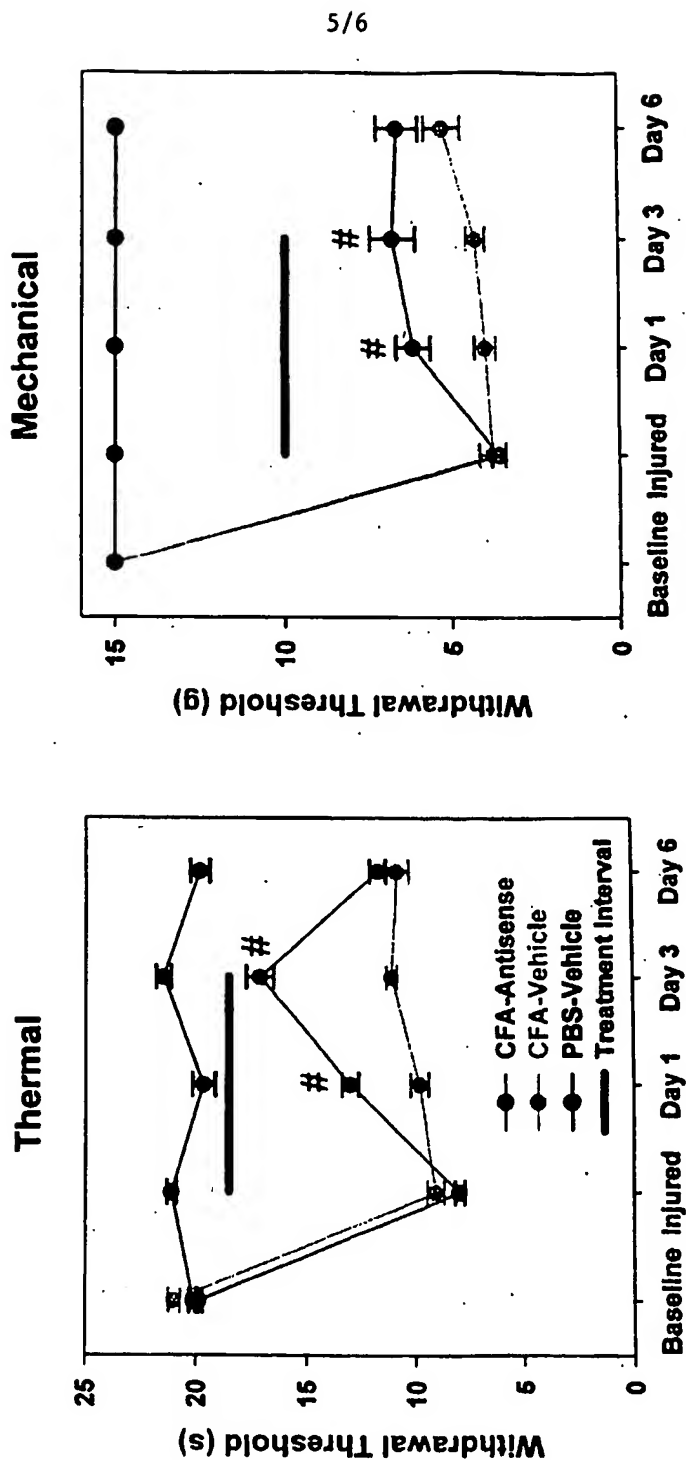 5/6
Thermal
Withdrawal Threshold (s)
25
20
15
10
5
0
#
#
CFA-Antisense
CFA-Vehicle
PBS-Vehicle
Treatment Interval
Baseline Injured Day 1 Day 3 Day 6
Mechanical
Withdrawal Threshold (g)
15
10
5
0
#
#
Baseline Injured Day 1 Day 3 Day 6